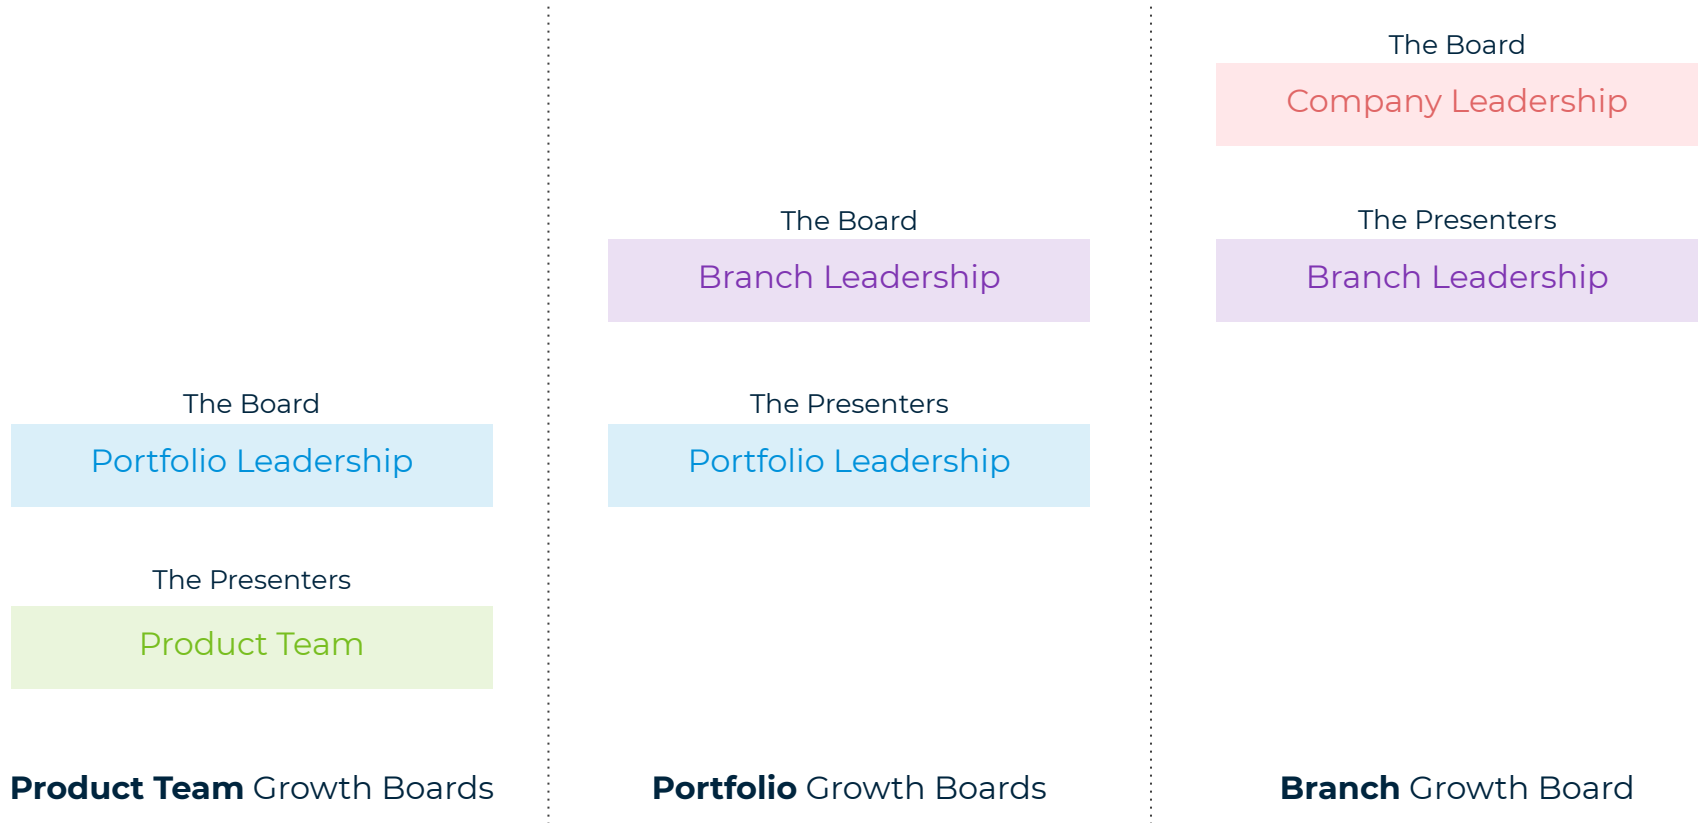 The Board
Portfolio Leadership
The Presenters
Product Team
Product Team Growth Boards
The Board
Branch Leadership
The Presenters
Portfolio Leadership
Portfolio Growth Boards
The Board
Company Leadership
The Presenters
Branch Leadership
Branch Growth Board